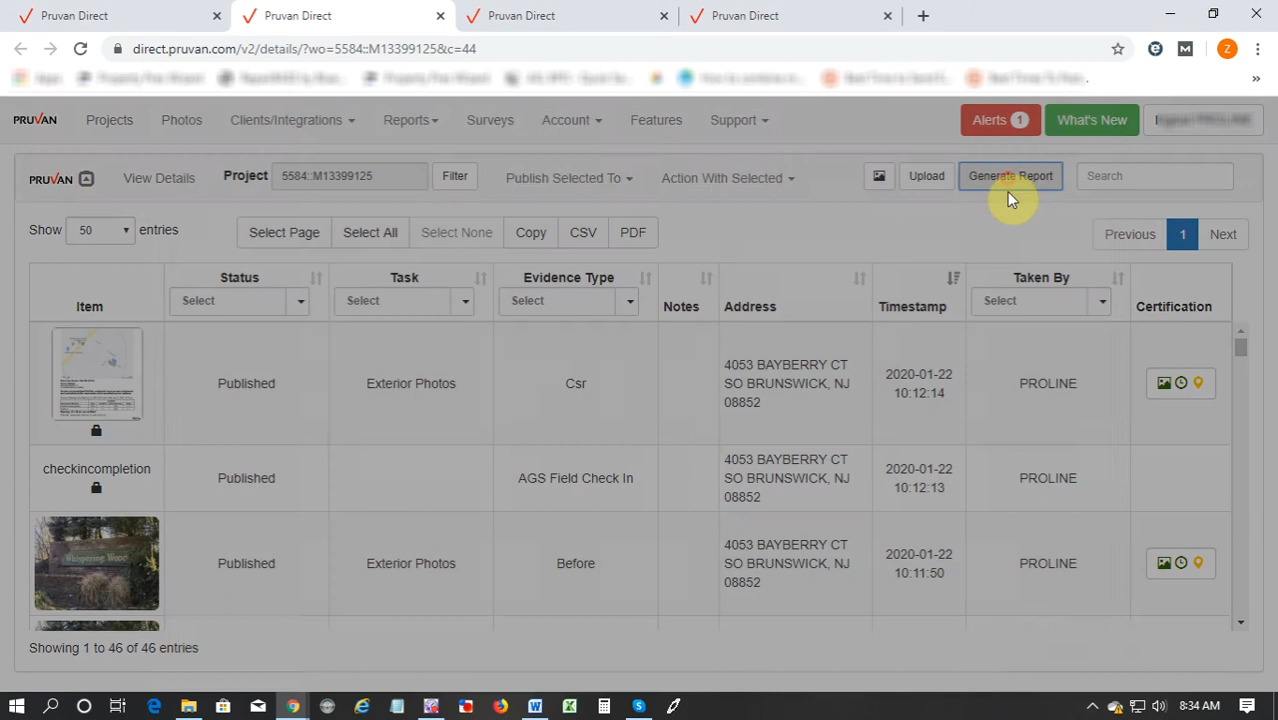 Pruvan Direct
Pruvan Direct
Pruvan Direct
Pruvan Direct
direct.pruvan.com/v2/details/?wo=5584::M13399125&c=44
Z
PRUVAN
Projects
Photos
Clients/Integrations
Reports
Surveys
Account
Features
Support
Alerts 1
What's New
PROLINE
PRUVAN
View Details
Project
5584::M13399125
Filter
Publish Selected To
Action With Selected
Upload
Generate Report
Search
Show 50 entries
Select Page
Select All
Select None
Copy
CSV
PDF
Previous
1
Next
Item
Status
Select
Task
Select
Evidence Type
Select
Notes
Address
Timestamp
Taken By
Select
Certification
Published
Exterior Photos
Csr
4053 BAYBERRY CT
SO BRUNSWICK, NJ
08852
2020-01-22
10:12:14
PROLINE
checkincompletion
Published
AGS Field Check In
4053 BAYBERRY CT
SO BRUNSWICK, NJ
08852
2020-01-22
10:12:13
PROLINE
Whispering Woods
Published
Exterior Photos
Before
4053 BAYBERRY CT
SO BRUNSWICK, NJ
08852
2020-01-22
10:11:50
PROLINE
Showing 1 to 46 of 46 entries
8:34 AM